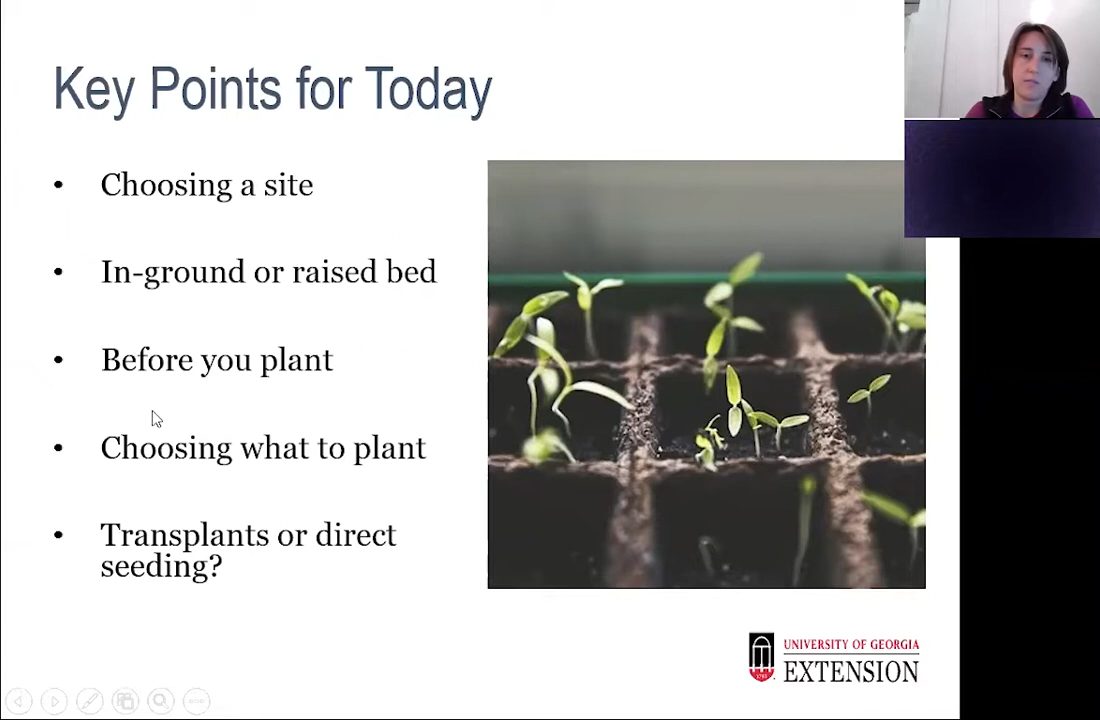 Key Points for Today
• Choosing a site
• In-ground or raised bed
• Before you plant
• Choosing what to plant
• Transplants or direct
seeding?
UNIVERSITY OF GEORGIA
EXTENSION